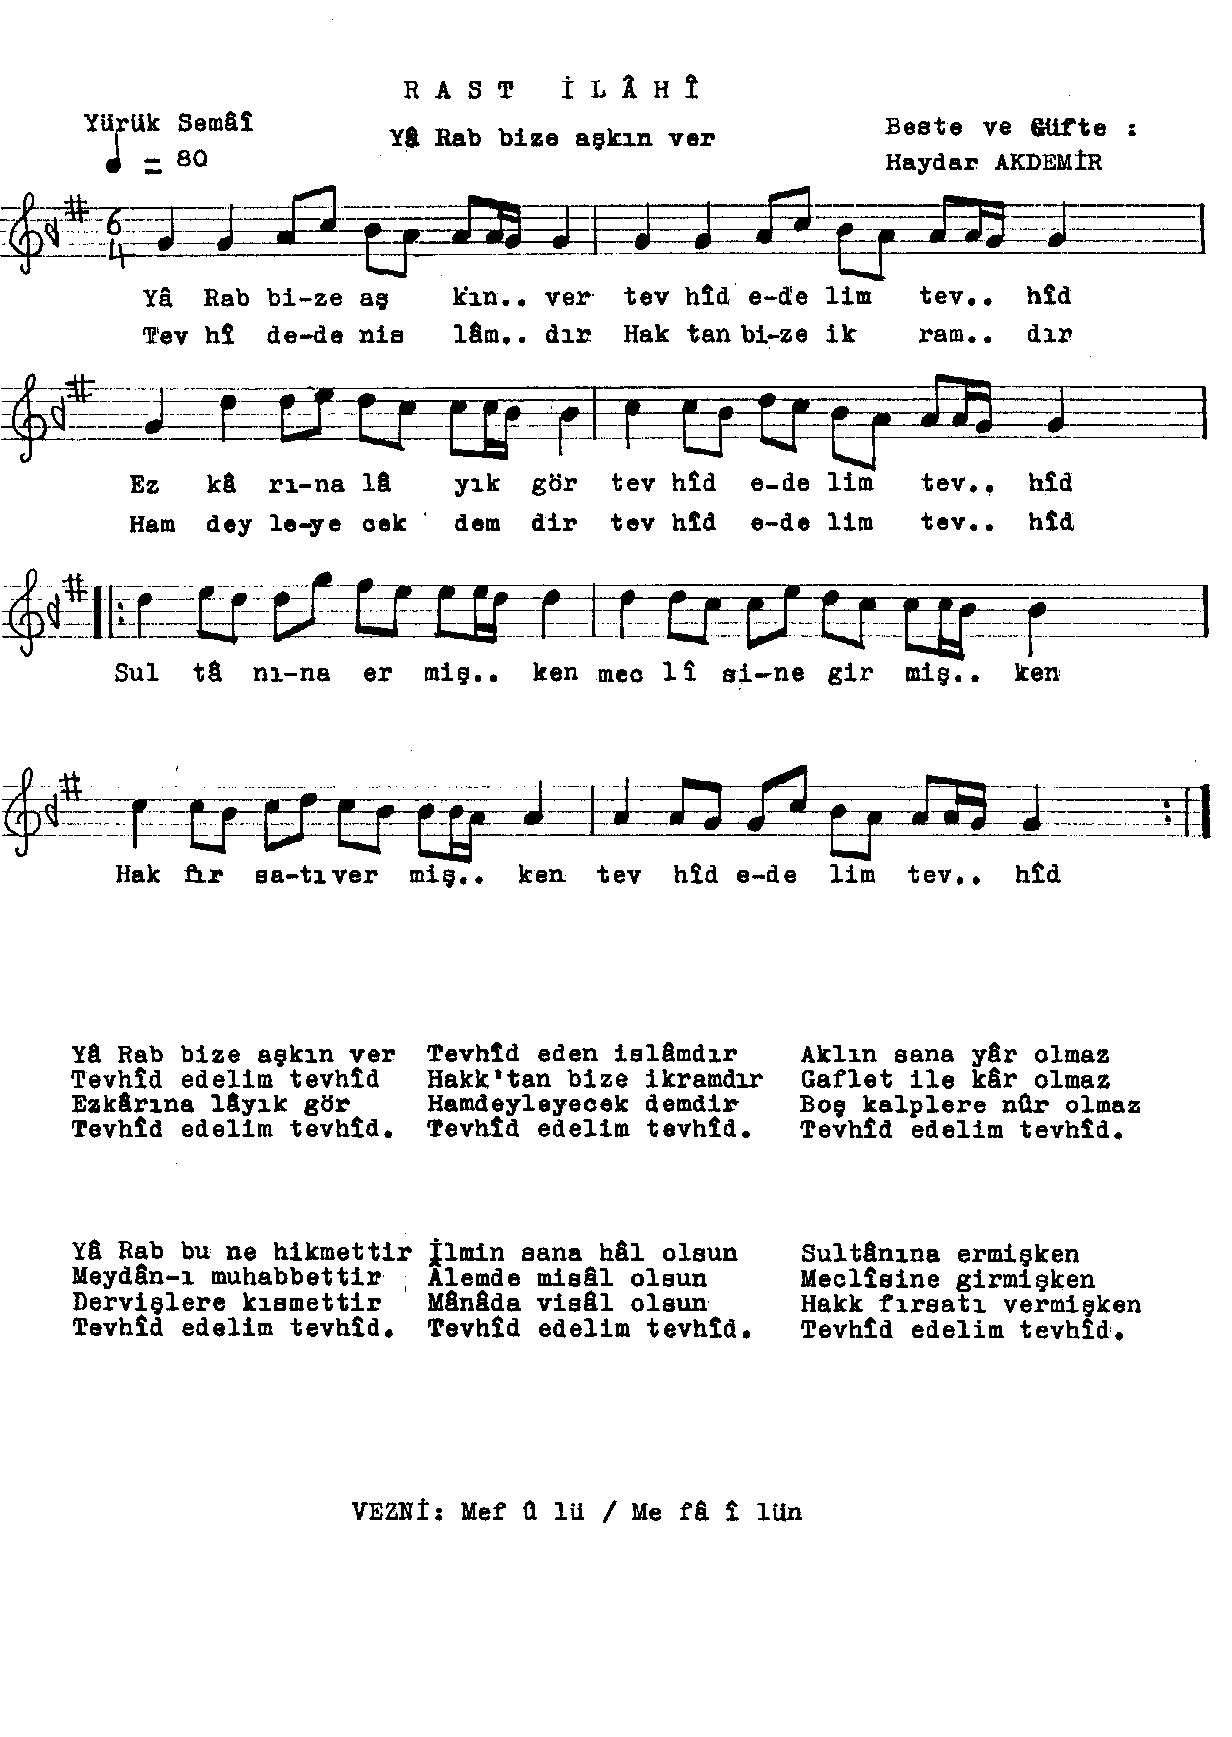 RAST İLÂHÎ
Yürük Semâî
Yâ Rab bize aşkın ver
Beste ve Güfte :
= 80
Haydar AKDEMİR
6
4
Yâ Rab bi-ze aş kın.. ver tev hîd e-de lim tev.. hîd
Tev hî de-de nis lâm.. dır Hak tan bi-ze ik ram.. dır
Ez kâ rı-na lâ yık gör tev hîd e-de lim tev.. hîd
Ham dey le-ye cek dem dir tev hîd e-de lim tev.. hîd
Sul tâ nı-na er miş.. ken mec lî si-ne gir miş.. ken
Hak fır sa-tı ver miş.. ken tev hîd e-de lim tev.. hîd
Yâ Rab bize aşkın ver
Tevhîd edelim tevhîd
Ezkârına lâyık gör
Tevhîd edelim tevhîd.
Tevhîd eden islâmdır
Hakk'tan bize ikramdır
Hamdeyleyecek demdir
Tevhîd edelim tevhîd.
Aklın sana yâr olmaz
Gaflet ile kâr olmaz
Boş kalplere nûr olmaz
Tevhîd edelim tevhîd.
Yâ Rab bu ne hikmettir
Meydân-ı muhabbettir
Dervişlere kısmettir
Tevhîd edelim tevhîd.
İlmin sana hâl olsun
Âlemde misâl olsun
Mânâda visâl olsun
Tevhîd edelim tevhîd.
Sultânına ermişken
Meclîsine girmişken
Hakk fırsatı vermişken
Tevhîd edelim tevhîd.
VEZNİ: Mef û lü / Me fâ î lün